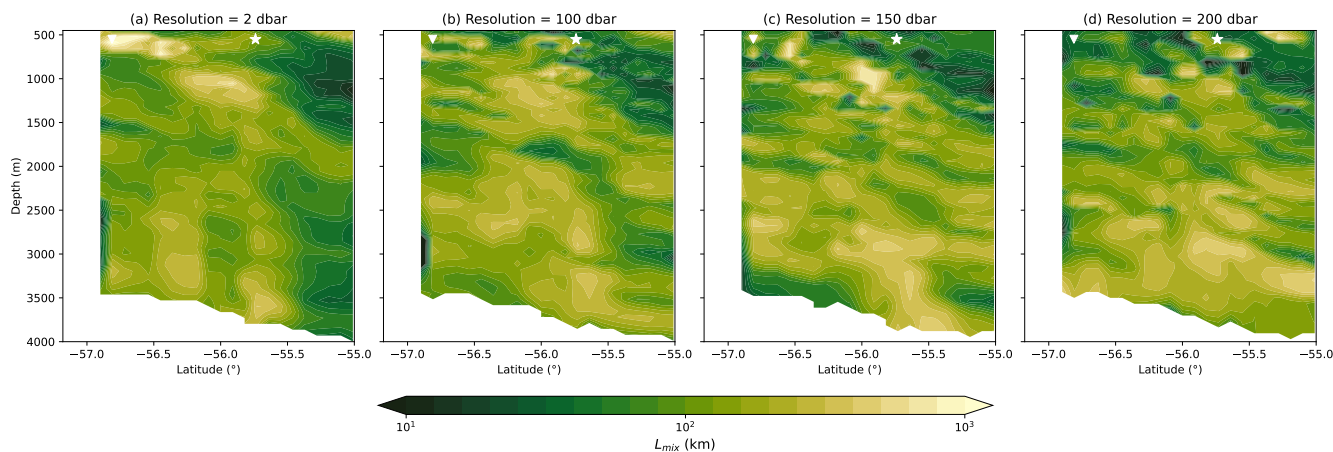 (a) Resolution = 2 dbar
(b) Resolution = 100 dbar
(c) Resolution = 150 dbar
(d) Resolution = 200 dbar
500
1000
1500
2000
2500
3000
3500
4000
Depth (m)
−57.0 −56.5 −56.0 −55.5 −55.0
−57.0 −56.5 −56.0 −55.5 −55.0
−57.0 −56.5 −56.0 −55.5 −55.0
−57.0 −56.5 −56.0 −55.5 −55.0
Latitude (°)
Latitude (°)
Latitude (°)
Latitude (°)
10¹ 10² 10³
L_mix (km)